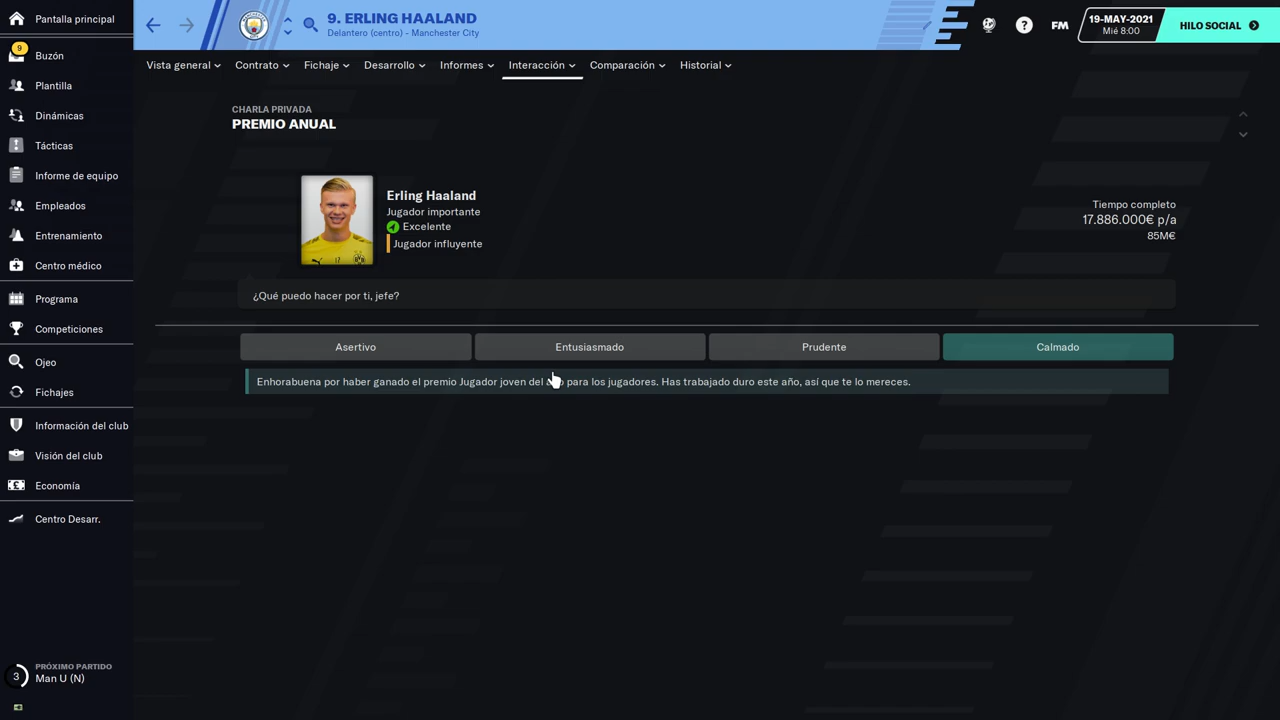 Pantalla principal
9
Buzón
Plantilla
Dinámicas
Tácticas
Informe de equipo
Empleados
Entrenamiento
Centro médico
Programa
Competiciones
Ojeo
Fichajes
Información del club
Visión del club
Economía
Centro Desarr.
3
PRÓXIMO PARTIDO
Man U (N)
9. ERLING HAALAND
Delantero (centro) - Manchester City
?
FM
19-MAY-2021
Mié 8:00
HILO SOCIAL
Vista general
Contrato
Fichaje
Desarrollo
Informes
Interacción
Comparación
Historial
CHARLA PRIVADA
PREMIO ANUAL
Erling Haaland
Jugador importante
Excelente
Jugador influyente
Tiempo completo
17.886.000€ p/a
85M€
¿Qué puedo hacer por ti, jefe?
Asertivo
Entusiasmado
Prudente
Calmado
Enhorabuena por haber ganado el premio Jugador joven del para los jugadores. Has trabajado duro este año, así que te lo mereces.